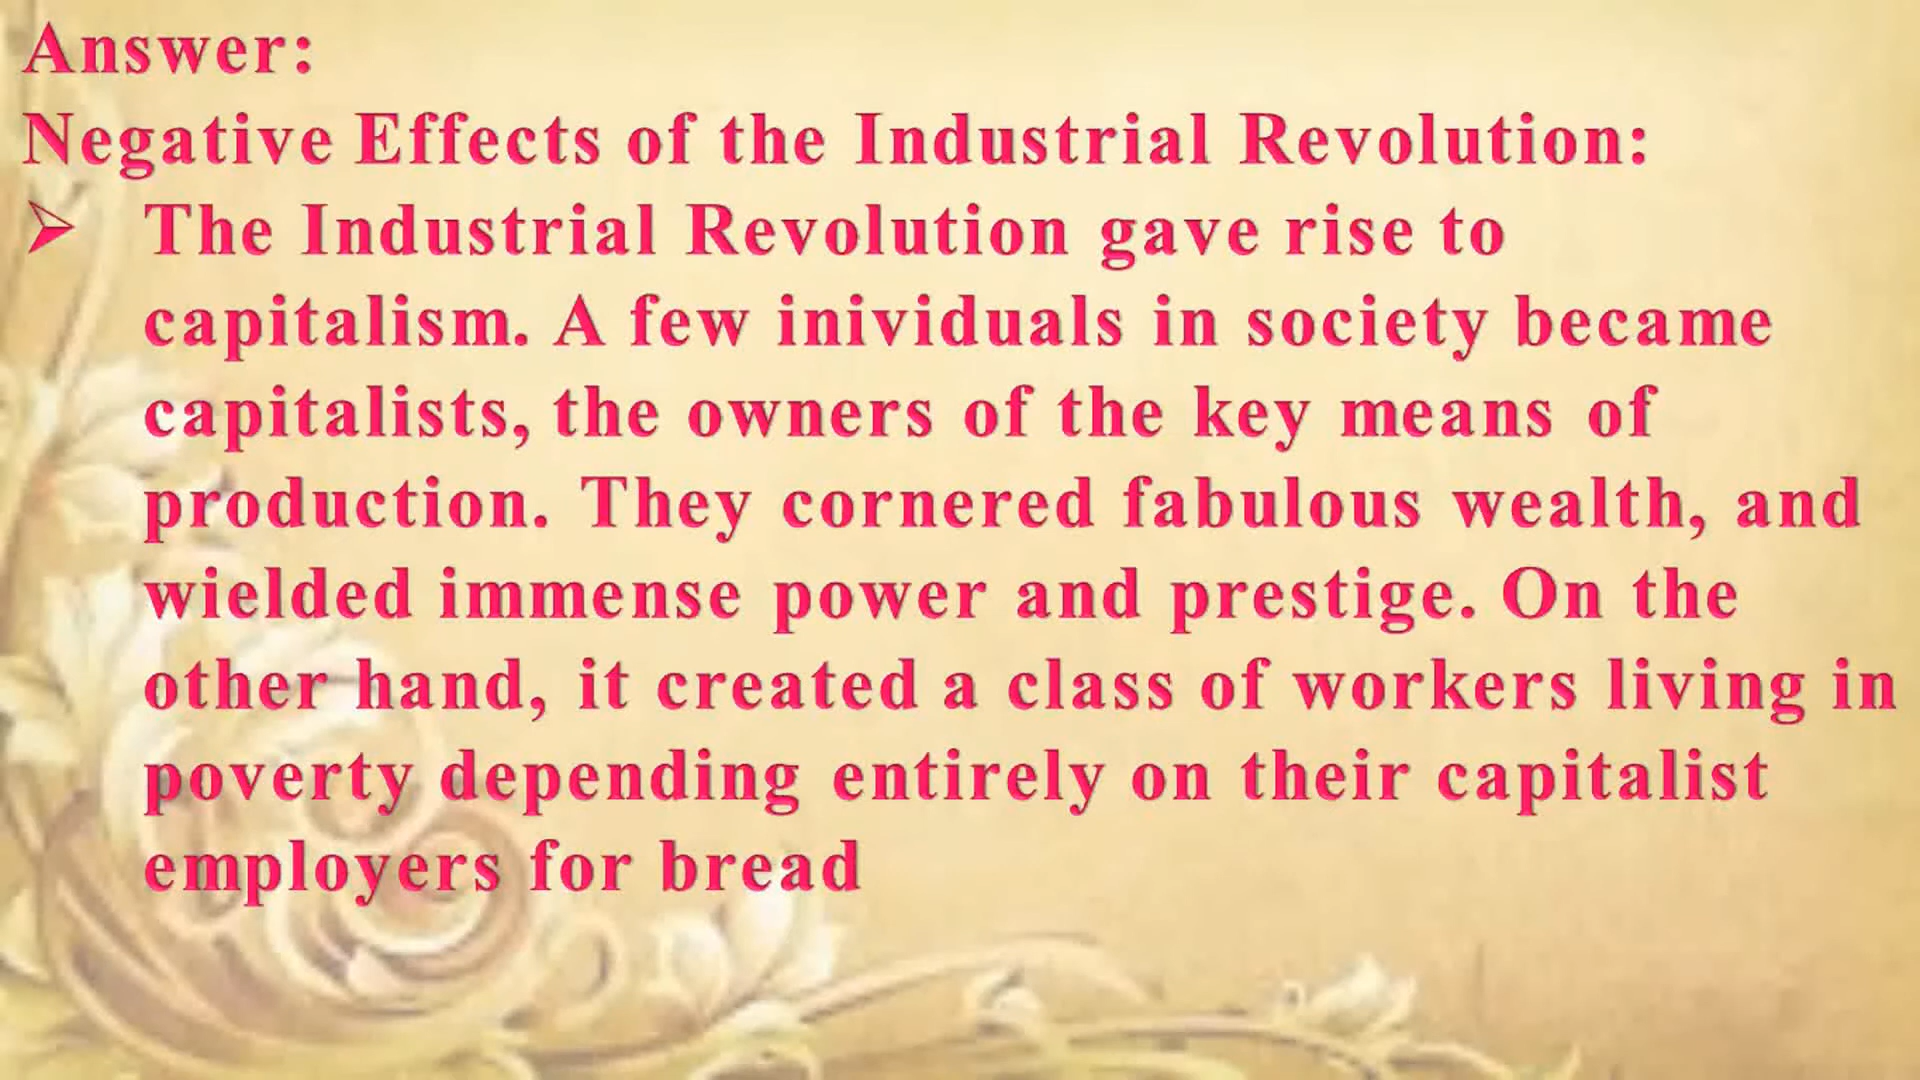 Answer:
Negative Effects of the Industrial Revolution:
➢ The Industrial Revolution gave rise to
capitalism. A few inividuals in society became
capitalists, the owners of the key means of
production. They cornered fabulous wealth, and
wielded immense power and prestige. On the
other hand, it created a class of workers living in
poverty depending entirely on their capitalist
employers for bread